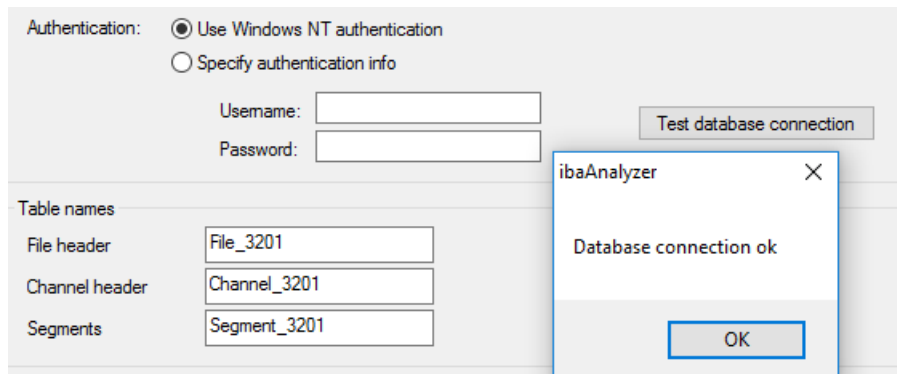 Authentication: Use Windows NT authentication
Specify authentication info
Username:
Test database connection
Password:
ibaAnalyzer
Database connection ok
OK
Table names
File header File_3201
Channel header Channel_3201
Segments Segment_3201